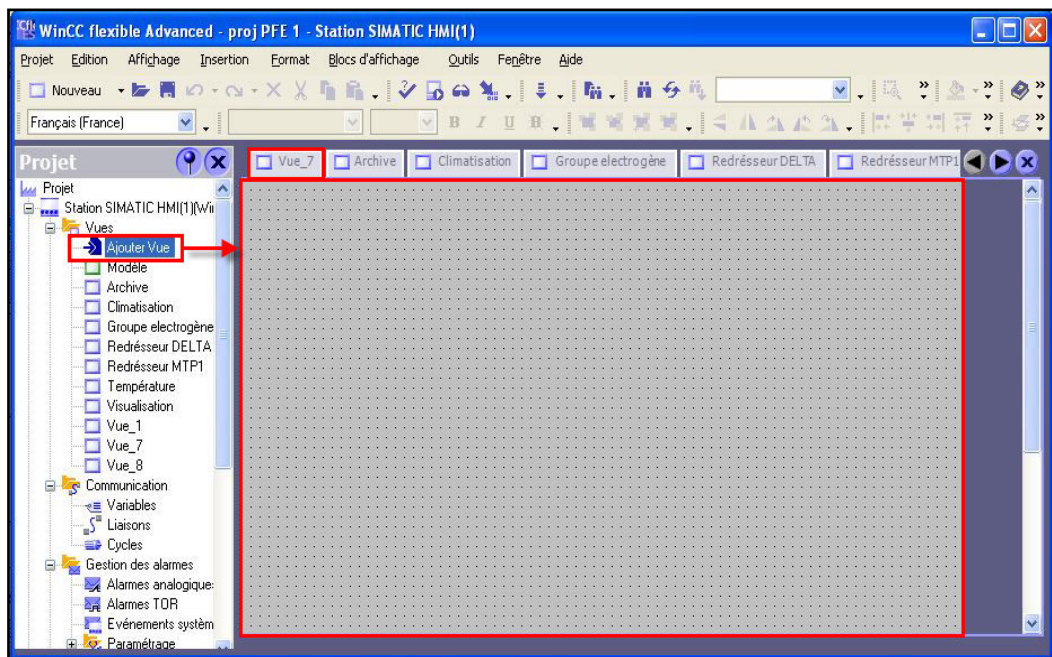 WinCC flexible Advanced - proj PFE 1 - Station SIMATIC HMI(1)
Projet Edition Affichage Insertion Format Blocs d'affichage Outils Fenêtre Aide
Nouveau
Français (France) B I U
Projet
Vue_7 Archive Climatisation Groupe electrogène Redrésseur DELTA Redrésseur MTP1
Projet
Station SIMATIC HMI(1)(Wi
Vues
Ajouter Vue
Modèle
Archive
Climatisation
Groupe electrogène
Redrésseur DELTA
Redrésseur MTP1
Température
Visualisation
Vue_1
Vue_7
Vue_8
Communication
Variables
Liaisons
Cycles
Gestion des alarmes
Alarmes analogique
Alarmes TOR
Evénements systèm
Paramétrage